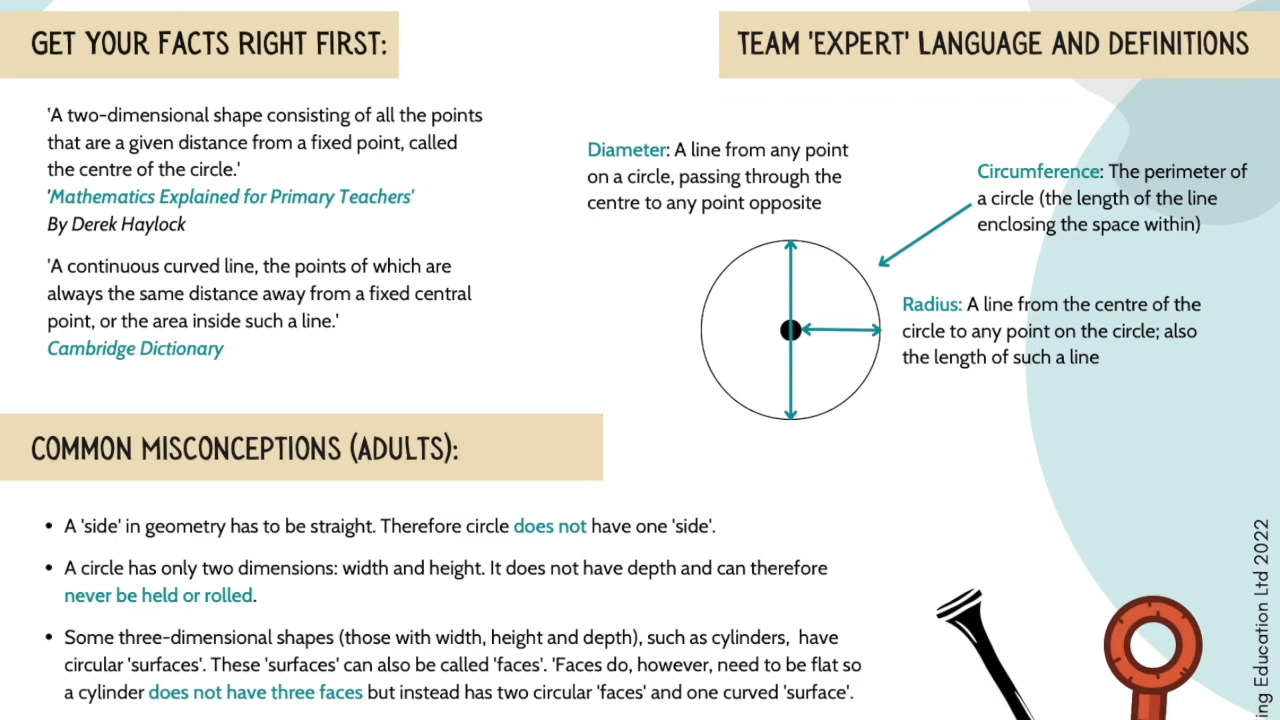 GET YOUR FACTS RIGHT FIRST:
'A two-dimensional shape consisting of all the points
that are a given distance from a fixed point, called
the centre of the circle.'
'Mathematics Explained for Primary Teachers'
By Derek Haylock
'A continuous curved line, the points of which are
always the same distance away from a fixed central
point, or the area inside such a line.'
Cambridge Dictionary
TEAM 'EXPERT' LANGUAGE AND DEFINITIONS
Diameter: A line from any point
on a circle, passing through the
centre to any point opposite
Circumference: The perimeter of
a circle (the length of the line
enclosing the space within)
Radius: A line from the centre of the
circle to any point on the circle; also
the length of such a line
COMMON MISCONCEPTIONS (ADULTS):
• A 'side' in geometry has to be straight. Therefore circle does not have one 'side'.
• A circle has only two dimensions: width and height. It does not have depth and can therefore
never be held or rolled.
• Some three-dimensional shapes (those with width, height and depth), such as cylinders, have
circular 'surfaces'. These 'surfaces' can also be called 'faces'. 'Faces do, however, need to be flat so
a cylinder does not have three faces but instead has two circular 'faces' and one curved 'surface'.
ing Education Ltd 2022